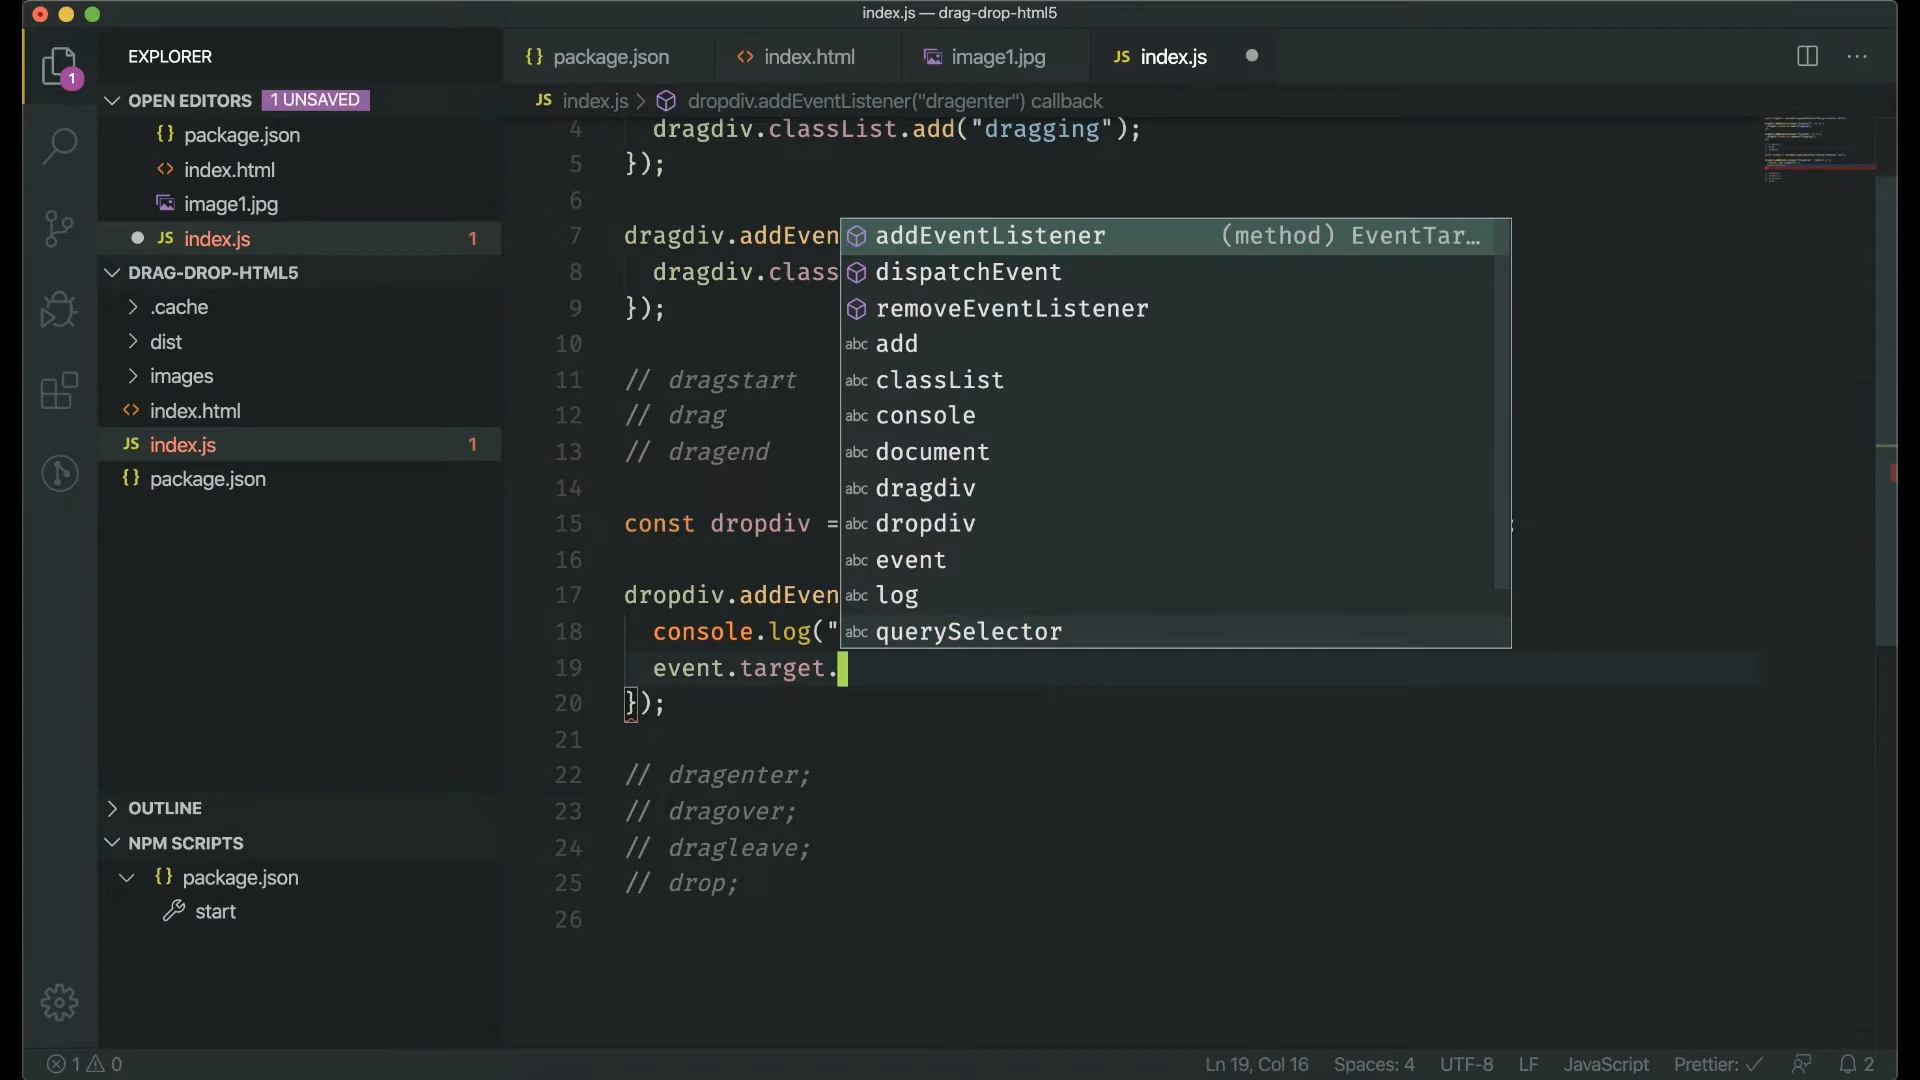 index.js — drag-drop-html5
EXPLORER
package.json
index.html
image1.jpg
JS index.js
1
OPEN EDITORS 1 UNSAVED
JS index.js > dropdiv.addEventListener("dragenter") callback
{} package.json
<> index.html
image1.jpg
JS index.js 1
DRAG-DROP-HTML5
> .cache
> dist
> images
<> index.html
JS index.js 1
{} package.json
OUTLINE
NPM SCRIPTS
{} package.json
start
4 dragdiv.classList.add("dragging");
5 });
6
7 dragdiv.addEven
8 dragdiv.class
9 });
10
11 // dragstart
12 // drag
13 // dragend
14
15 const dropdiv = ;
16
17 dropdiv.addEven
18 console.log("
19 event.target.
20 });
21
22 // dragenter;
23 // dragover;
24 // dragleave;
25 // drop;
26
addEventListener (method) EventTar…
dispatchEvent
removeEventListener
abc add
abc classList
abc console
abc document
abc dragdiv
abc dropdiv
abc event
abc log
abc querySelector
1 0
Ln 19, Col 16 Spaces: 4 UTF-8 LF JavaScript Prettier: ✓ 2